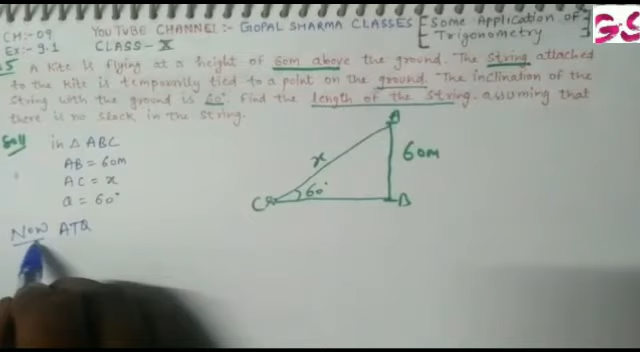 CH:-09 YOUTUBE CHANNEL:- GOPAL SHARMA CLASSES [Some Application of Trigonometry]
EX:-9.1 CLASS-X
GS
5 A Kite is flying at a height of 60m above the ground. The String attached
to the Kite is temporarily tied to a point on the ground. The inclination of the
String with the ground is 60°. Find the length of the String. assuming that
there is no slack in the String.
Soln in △ ABC
AB = 60m
AC = x
Q = 60°
Now ATQ
A
x
60m
60°
C
B